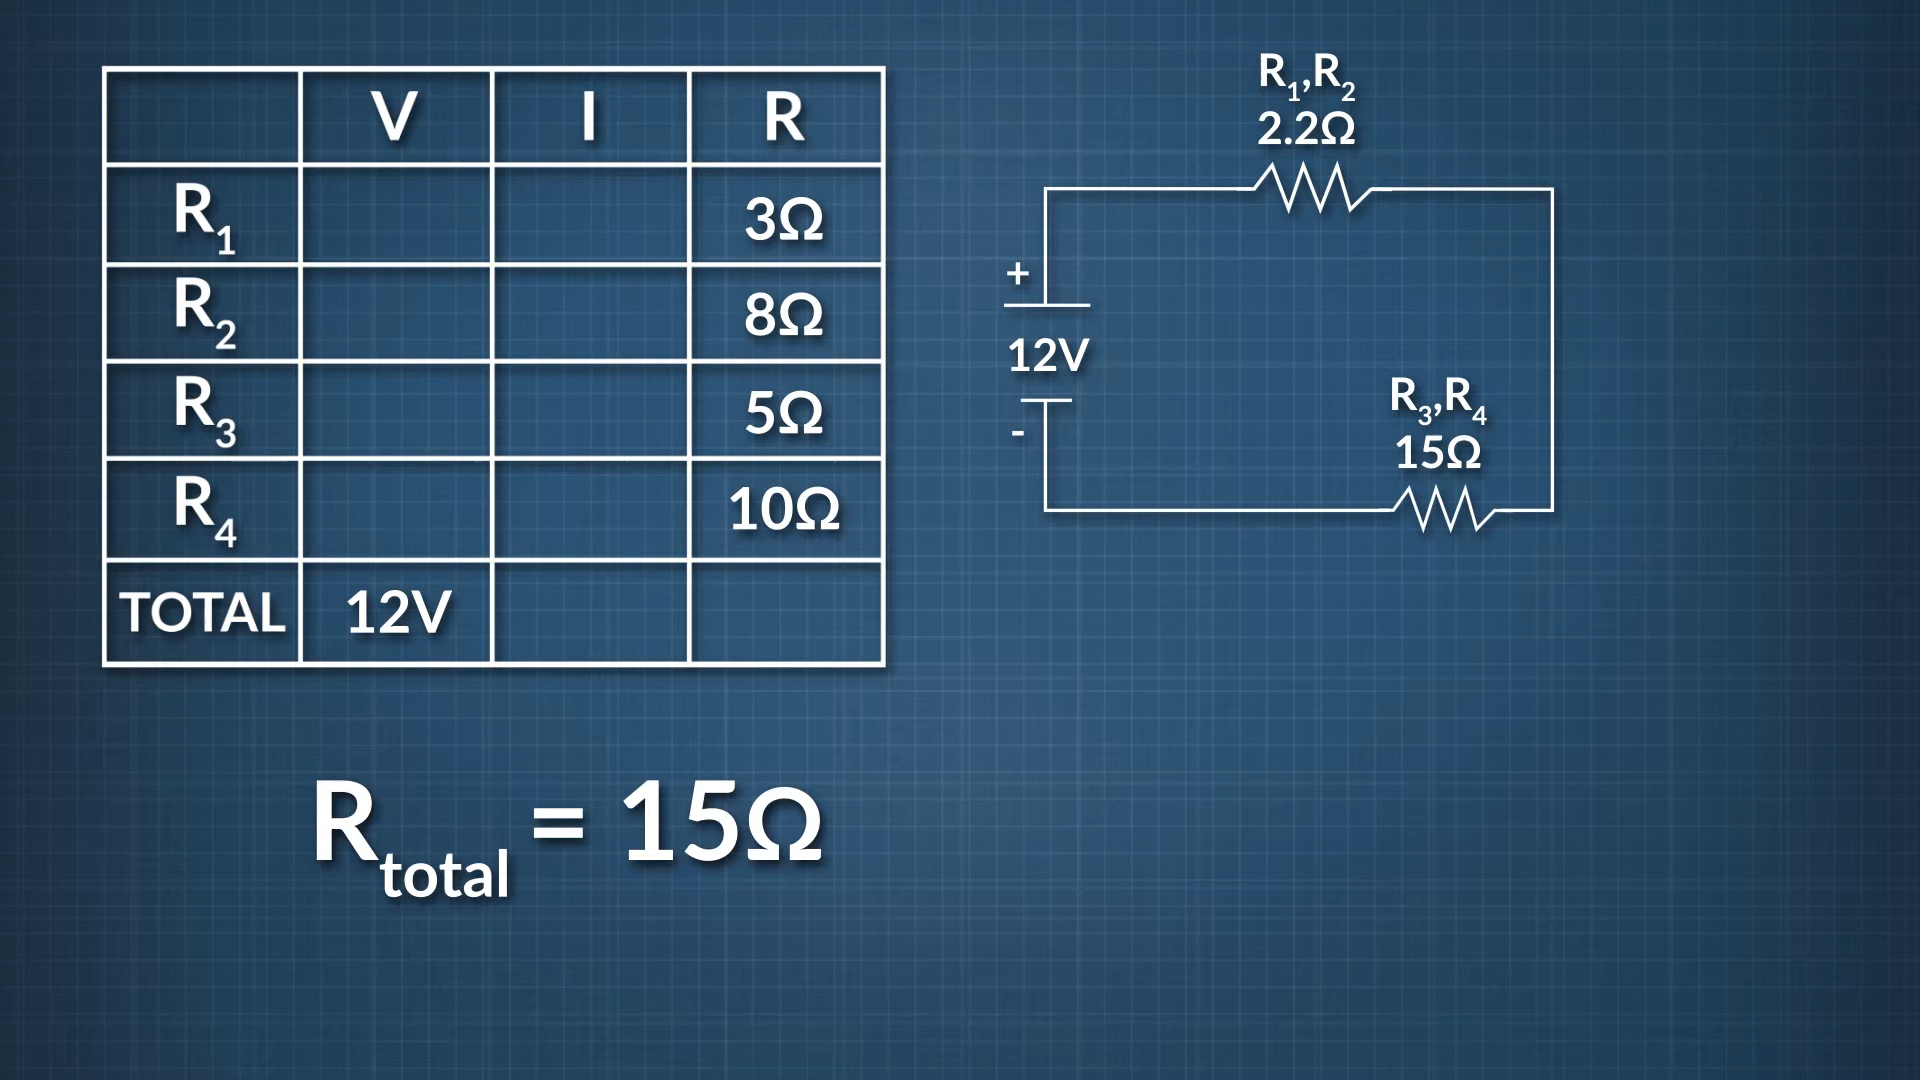 V I R
R₁ 3Ω
R₂ 8Ω
R₃ 5Ω
R₄ 10Ω
TOTAL 12V
R₁,R₂
2.2Ω
+
12V
-
R₃,R₄
15Ω
Rtotal = 15Ω